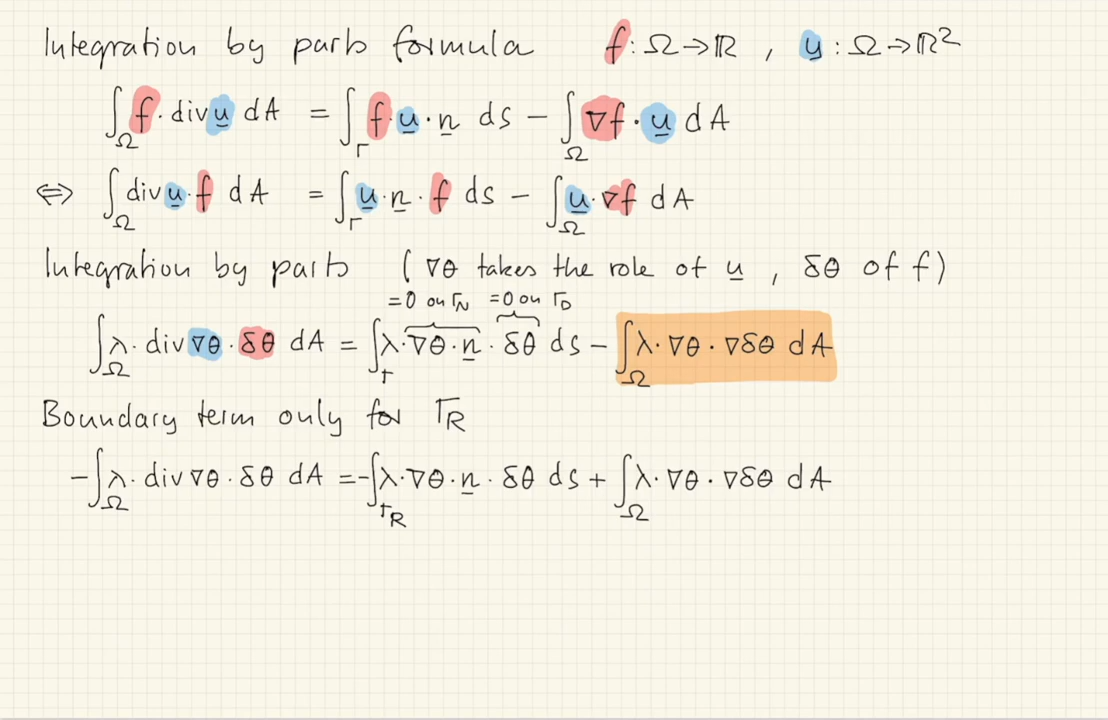 Integration by parts formula f : Ω → ℝ , u : Ω → ℝ²
∫_Ω f · div u dA = ∫_Γ f u · n ds − ∫_Ω ∇f · u dA
⇔ ∫_Ω div u · f dA = ∫_Γ u · n · f ds − ∫_Ω u · ∇f dA
Integration by parts ( ∇θ takes the role of u , δθ of f )
=0 on Γ_N =0 on Γ_D
∫_Ω λ · div ∇θ · δθ dA = ∫_Γ λ · ∇θ · n · δθ ds − ∫_Ω λ · ∇θ · ∇δθ dA
Boundary term only for Γ_R
− ∫_Ω λ · div ∇θ · δθ dA = − ∫_Γ_R λ · ∇θ · n · δθ ds + ∫_Ω λ · ∇θ · ∇δθ dA